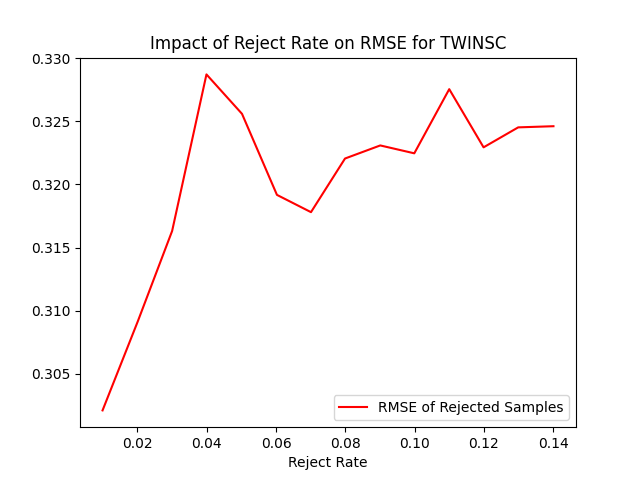 Impact of Reject Rate on RMSE for TWINSC
0.330
0.325
0.320
0.315
0.310
0.305
RMSE of Rejected Samples
0.02 0.04 0.06 0.08 0.10 0.12 0.14
Reject Rate